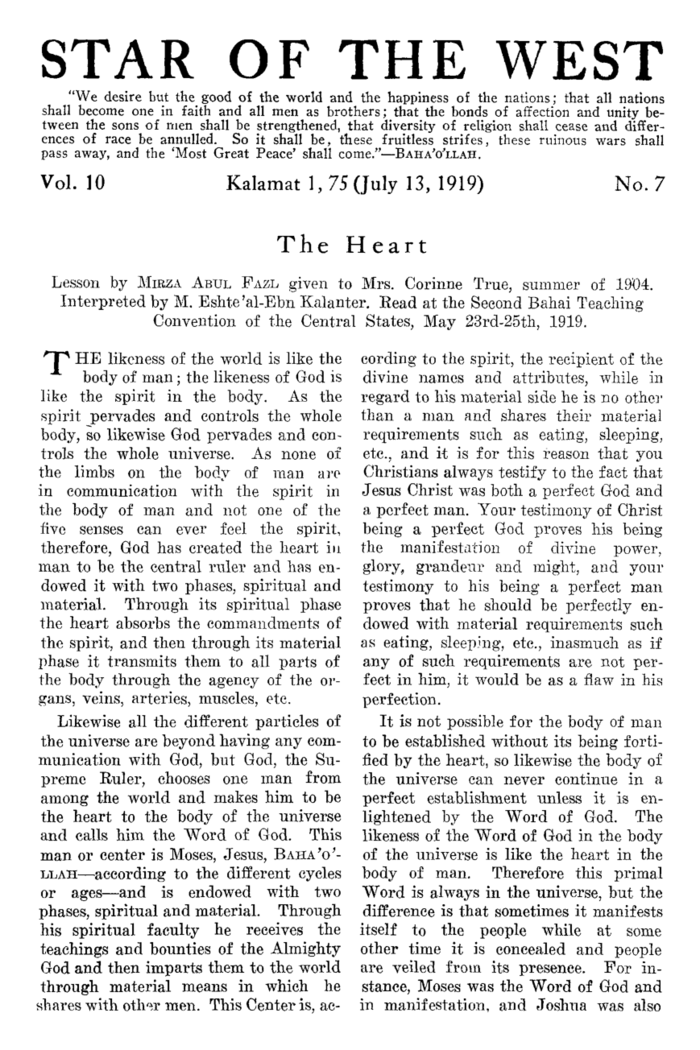 STAR OF THE WEST
"We desire but the good of the world and the happiness of the nations; that all nations
shall become one in faith and all men as brothers; that the bonds of affection and unity be-
tween the sons of men shall be strengthened, that diversity of religion shall cease and differ-
ences of race be annulled. So it shall be, these fruitless strifes, these ruinous wars shall
pass away, and the 'Most Great Peace' shall come."—BAHA'O'LLAH.
Vol. 10 Kalamat 1, 75 (July 13, 1919) No. 7
The Heart
Lesson by MIRZA ABUL FAZL given to Mrs. Corinne True, summer of 1904.
Interpreted by M. Eshte'al-Ebn Kalanter. Read at the Second Bahai Teaching
Convention of the Central States, May 23rd-25th, 1919.
THE likeness of the world is like the
body of man; the likeness of God is
like the spirit in the body. As the
spirit pervades and controls the whole
body, so likewise God pervades and con-
trols the whole universe. As none of
the limbs on the body of man are
in communication with the spirit in
the body of man and not one of the
five senses can ever feel the spirit,
therefore, God has created the heart in
man to be the central ruler and has en-
dowed it with two phases, spiritual and
material. Through its spiritual phase
the heart absorbs the commandments of
the spirit, and then through its material
phase it transmits them to all parts of
the body through the agency of the or-
gans, veins, arteries, muscles, etc.
Likewise all the different particles of
the universe are beyond having any com-
munication with God, but God, the Su-
preme Ruler, chooses one man from
among the world and makes him to be
the heart to the body of the universe
and calls him the Word of God. This
man or center is Moses, Jesus, BAHA'O'-
LLAH—according to the different cycles
or ages—and is endowed with two
phases, spiritual and material. Through
his spiritual faculty he receives the
teachings and bounties of the Almighty
God and then imparts them to the world
through material means in which he
shares with other men. This Center is, ac-
cording to the spirit, the recipient of the
divine names and attributes, while in
regard to his material side he is no other
than a man and shares their material
requirements such as eating, sleeping,
etc., and it is for this reason that you
Christians always testify to the fact that
Jesus Christ was both a perfect God and
a perfect man. Your testimony of Christ
being a perfect God proves his being
the manifestation of divine power,
glory, grandeur and might, and your
testimony to his being a perfect man
proves that he should be perfectly en-
dowed with material requirements such
as eating, sleeping, etc., inasmuch as if
any of such requirements are not per-
fect in him, it would be as a flaw in his
perfection.
It is not possible for the body of man
to be established without its being forti-
fied by the heart, so likewise the body of
the universe can never continue in a
perfect establishment unless it is en-
lightened by the Word of God. The
likeness of the Word of God in the body
of the universe is like the heart in the
body of man. Therefore this primal
Word is always in the universe, but the
difference is that sometimes it manifests
itself to the people while at some
other time it is concealed and people
are veiled from its presence. For in-
stance, Moses was the Word of God and
in manifestation, and Joshua was also